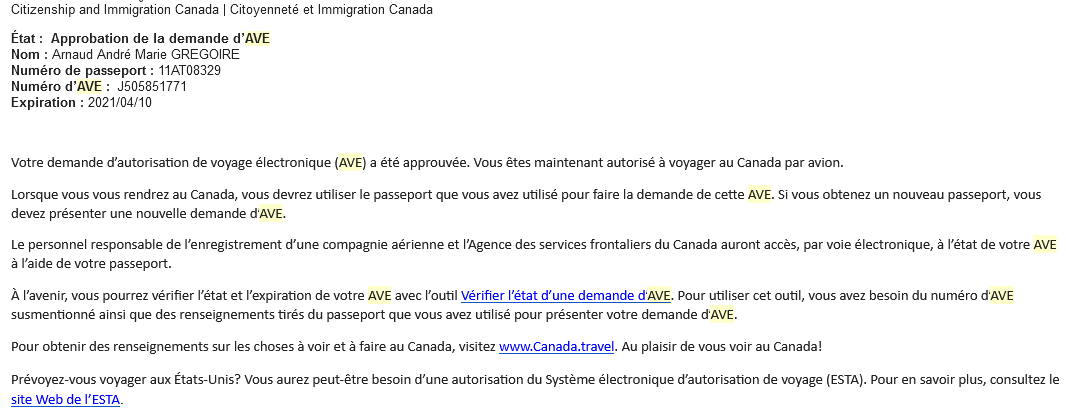 Citizenship and Immigration Canada | Citoyenneté et Immigration Canada
État : Approbation de la demande d'AVE
Nom : Arnaud André Marie GREGOIRE
Numéro de passeport : 11AT08329
Numéro d'AVE : J505851771
Expiration : 2021/04/10
Votre demande d'autorisation de voyage électronique (AVE) a été approuvée. Vous êtes maintenant autorisé à voyager au Canada par avion.
Lorsque vous vous rendrez au Canada, vous devrez utiliser le passeport que vous avez utilisé pour faire la demande de cette AVE. Si vous obtenez un nouveau passeport, vous
devez présenter une nouvelle demande d'AVE.
Le personnel responsable de l'enregistrement d'une compagnie aérienne et l'Agence des services frontaliers du Canada auront accès, par voie électronique, à l'état de votre AVE
à l'aide de votre passeport.
À l'avenir, vous pourrez vérifier l'état et l'expiration de votre AVE avec l'outil Vérifier l'état d'une demande d'AVE. Pour utiliser cet outil, vous avez besoin du numéro d'AVE
susmentionné ainsi que des renseignements tirés du passeport que vous avez utilisé pour présenter votre demande d'AVE.
Pour obtenir des renseignements sur les choses à voir et à faire au Canada, visitez www.Canada.travel. Au plaisir de vous voir au Canada!
Prévoyez-vous voyager aux États-Unis? Vous aurez peut-être besoin d'une autorisation du Système électronique d'autorisation de voyage (ESTA). Pour en savoir plus, consultez le
site Web de l'ESTA.